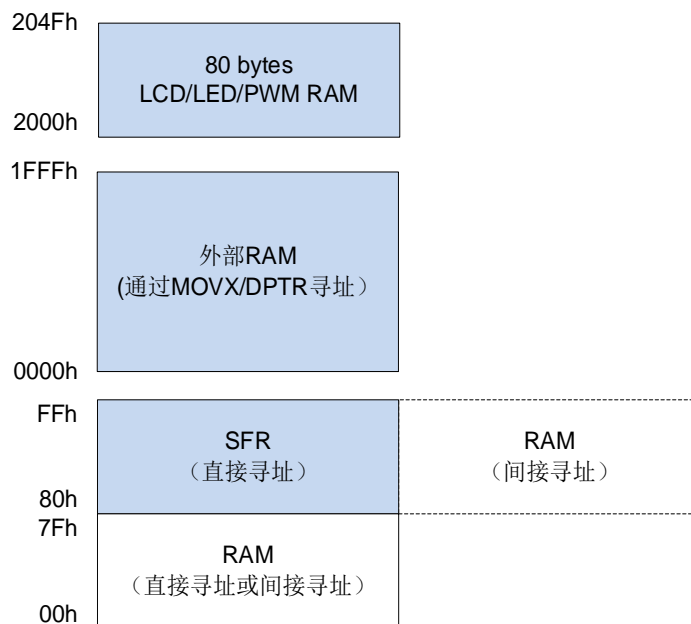 204Fh
80 bytes
LCD/LED/PWM RAM
2000h
1FFFh
外部RAM
(通过MOVX/DPTR寻址）
0000h
FFh
SFR
（直接寻址）
RAM
（间接寻址）
80h
7Fh
RAM
（直接寻址或间接寻址）
00h